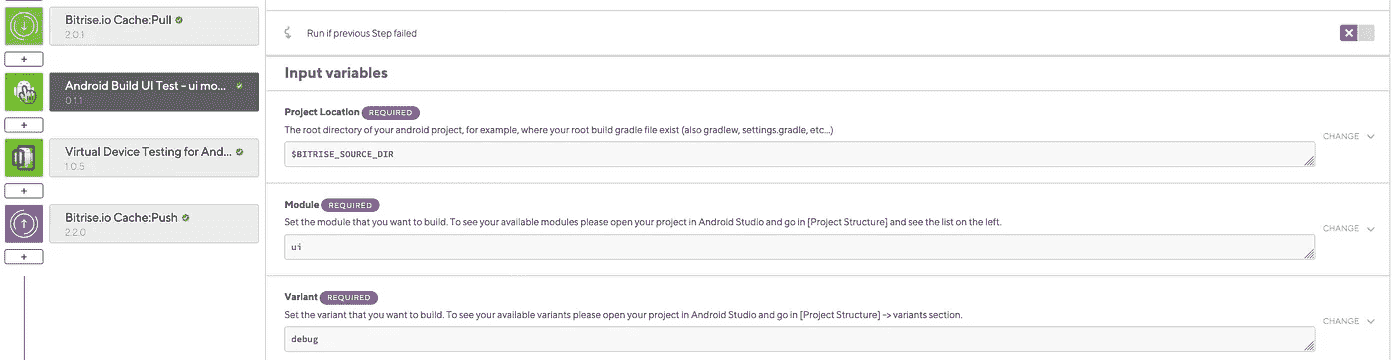 Bitrise.io Cache:Pull
2.0.1
+
Android Build UI Test - ui mo...
0.1.1
+
Virtual Device Testing for And...
1.0.5
+
Bitrise.io Cache:Push
2.2.0
+
Run if previous Step failed
Input variables
Project Location REQUIRED
The root directory of your android project, for example, where your root build gradle file exist (also gradlew, settings.gradle, etc...)
$BITRISE_SOURCE_DIR
CHANGE
Module REQUIRED
Set the module that you want to build. To see your available modules please open your project in Android Studio and go in [Project Structure] and see the list on the left.
ui
CHANGE
Variant REQUIRED
Set the variant that you want to build. To see your available variants please open your project in Android Studio and go in [Project Structure] -> variants section.
debug
CHANGE